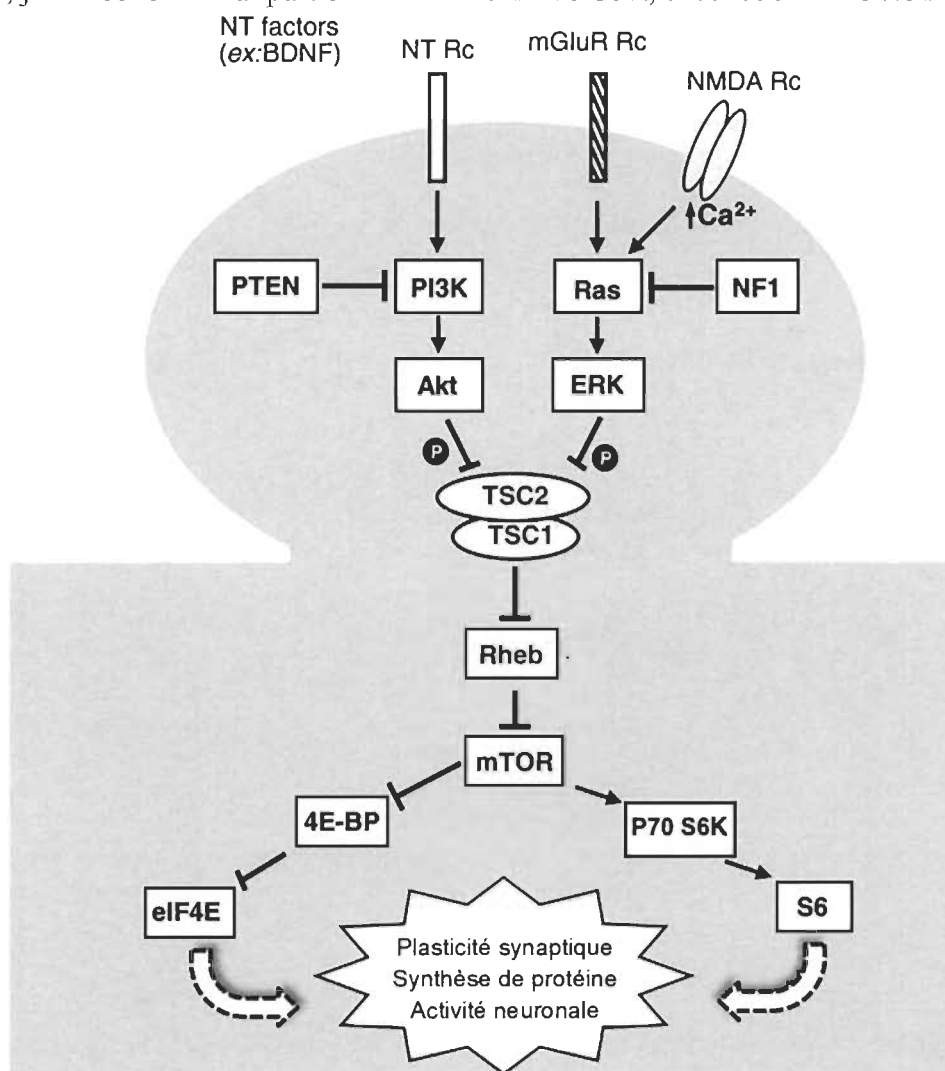 NT factors
(ex:BDNF)
NT Rc
mGluR Rc
NMDA Rc
↑Ca²⁺
PTEN
PI3K
Ras
NF1
Akt
ERK
P
P
TSC2
TSC1
Rheb
mTOR
4E-BP
P70 S6K
eIF4E
S6
Plasticité synaptique
Synthèse de protéine
Activité neuronale